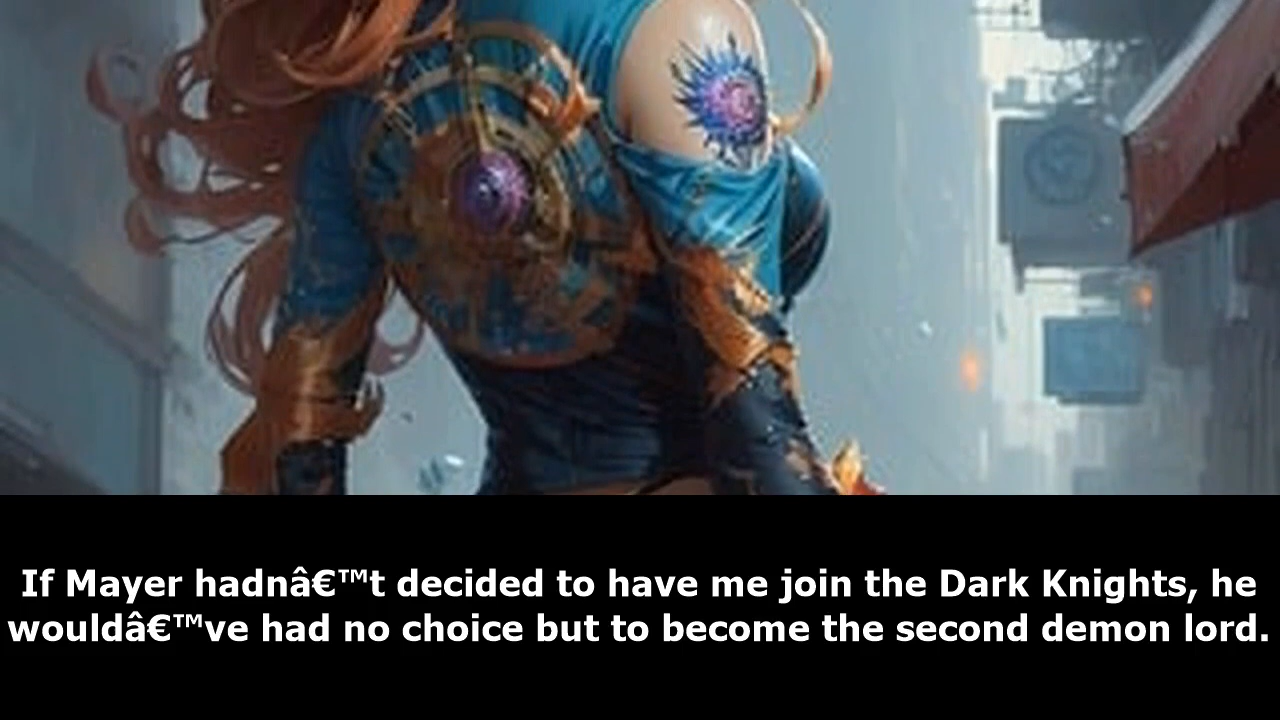 If Mayer hadnâ€™t decided to have me join the Dark Knights, he
wouldâ€™ve had no choice but to become the second demon lord.